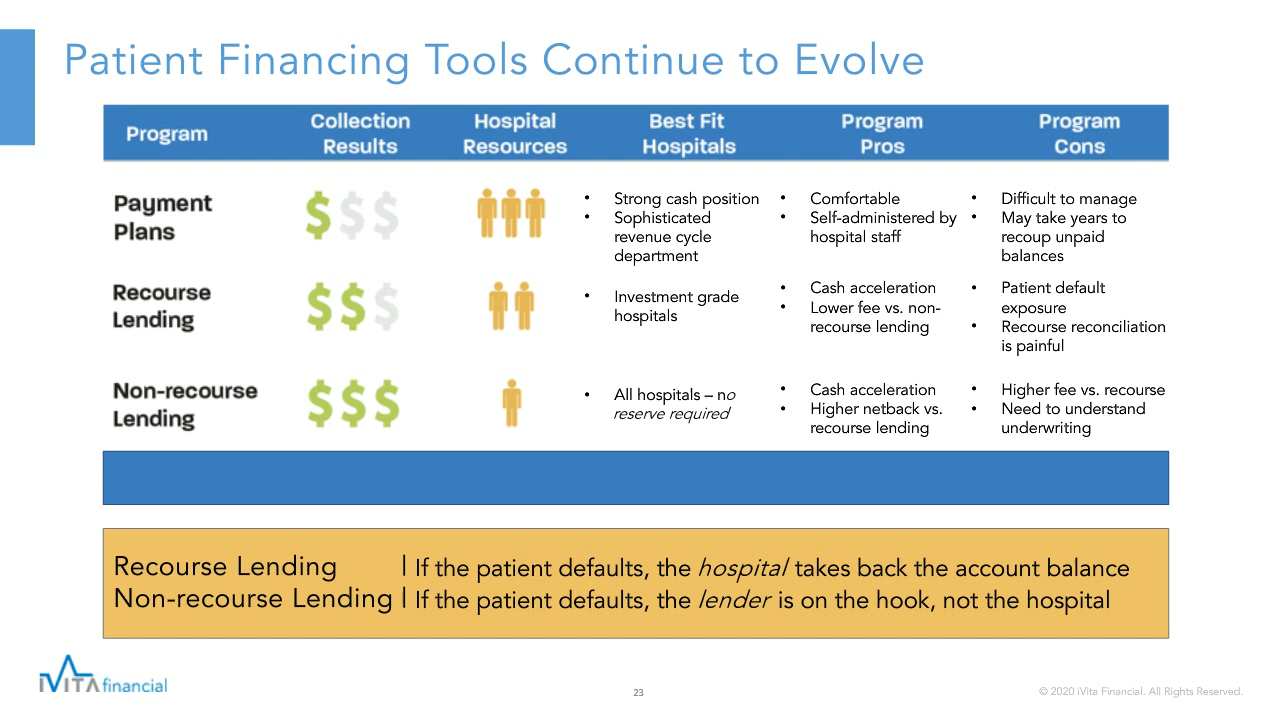 Patient Financing Tools Continue to Evolve
Program
Collection
Results
Hospital
Resources
Best Fit
Hospitals
Program
Pros
Program
Cons
Payment
Plans
$ $ $
• Strong cash position
• Sophisticated
revenue cycle
department
• Comfortable
• Self-administered by
hospital staff
• Difficult to manage
• May take years to
recoup unpaid
balances
Recourse
Lending
$ $ $
• Investment grade
hospitals
• Cash acceleration
• Lower fee vs. non-
recourse lending
• Patient default
exposure
• Recourse reconciliation
is painful
Non-recourse
Lending
$ $ $
• All hospitals – no
reserve required
• Cash acceleration
• Higher netback vs.
recourse lending
• Higher fee vs. recourse
• Need to understand
underwriting
Recourse Lending | If the patient defaults, the hospital takes back the account balance
Non-recourse Lending | If the patient defaults, the lender is on the hook, not the hospital
iVITA financial
23
© 2020 iVita Financial. All Rights Reserved.